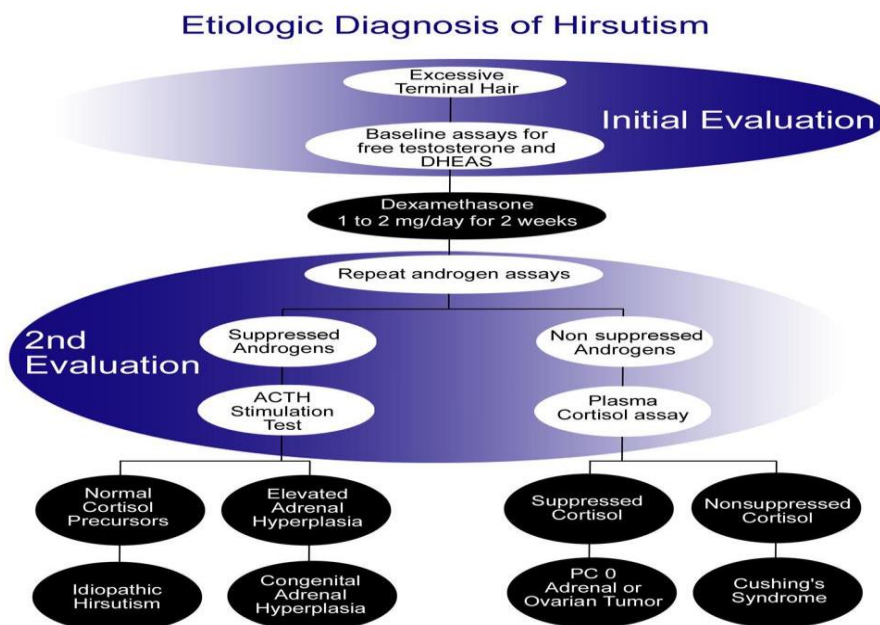 Etiologic Diagnosis of Hirsutism
Excessive
Terminal Hair
Initial Evaluation
Baseline assays for
free testosterone and
DHEAS
Dexamethasone
1 to 2 mg/day for 2 weeks
Repeat androgen assays
2nd
Evaluation
Suppressed
Androgens
Non suppressed
Androgens
ACTH
Stimulation
Test
Plasma
Cortisol assay
Normal
Cortisol
Precursors
Elevated
Adrenal
Hyperplasia
Suppressed
Cortisol
Nonsuppressed
Cortisol
Idiopathic
Hirsutism
Congenital
Adrenal
Hyperplasia
PC 0
Adrenal or
Ovarian Tumor
Cushing's
Syndrome